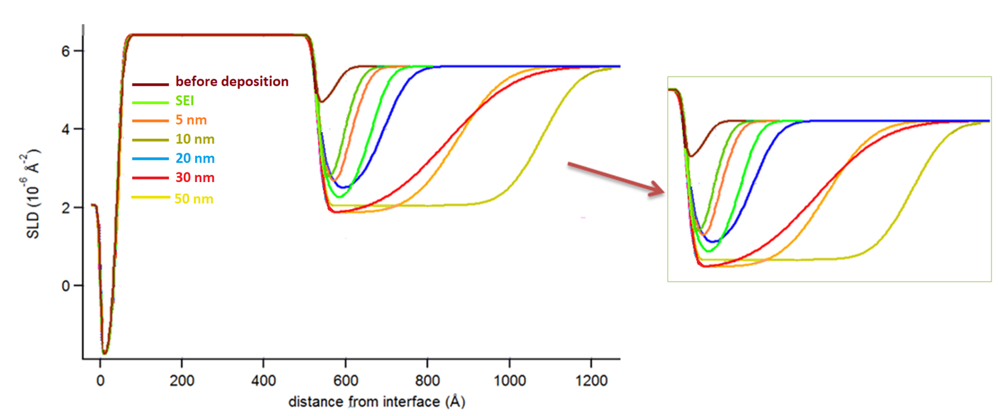 6
4
2
0
SLD (10⁻⁶ Å⁻²)
before deposition
SEI
5 nm
10 nm
20 nm
30 nm
50 nm
0 200 400 600 800 1000 1200
distance from interface (Å)